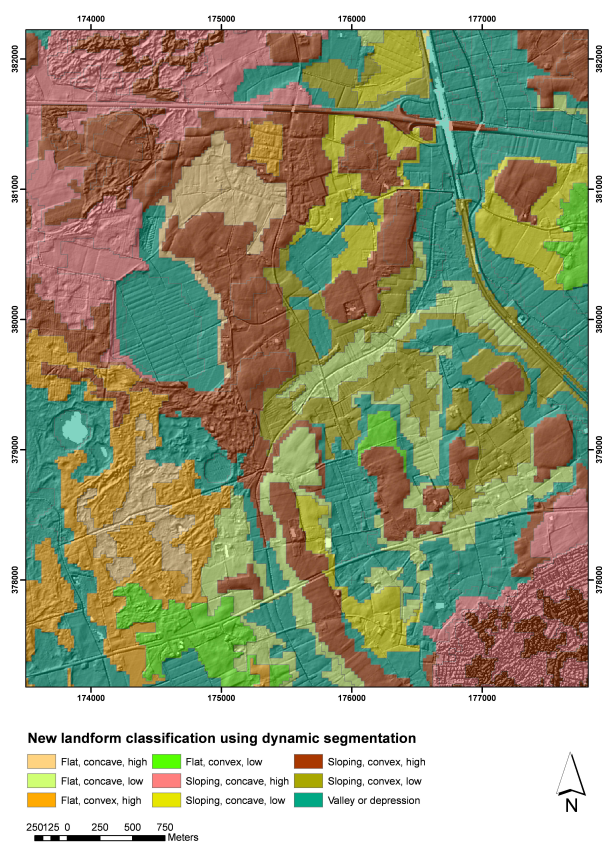 174000 175000 176000 177000
382000
382000
381000
381000
380000
380000
379000
379000
378000
378000
174000 175000 176000 177000
New landform classification using dynamic segmentation
Flat, concave, high Flat, convex, low Sloping, convex, high
Flat, concave, low Sloping, concave, high Sloping, convex, low
Flat, convex, high Sloping, concave, low Valley or depression
N
250 125 0 250 500 750
Meters